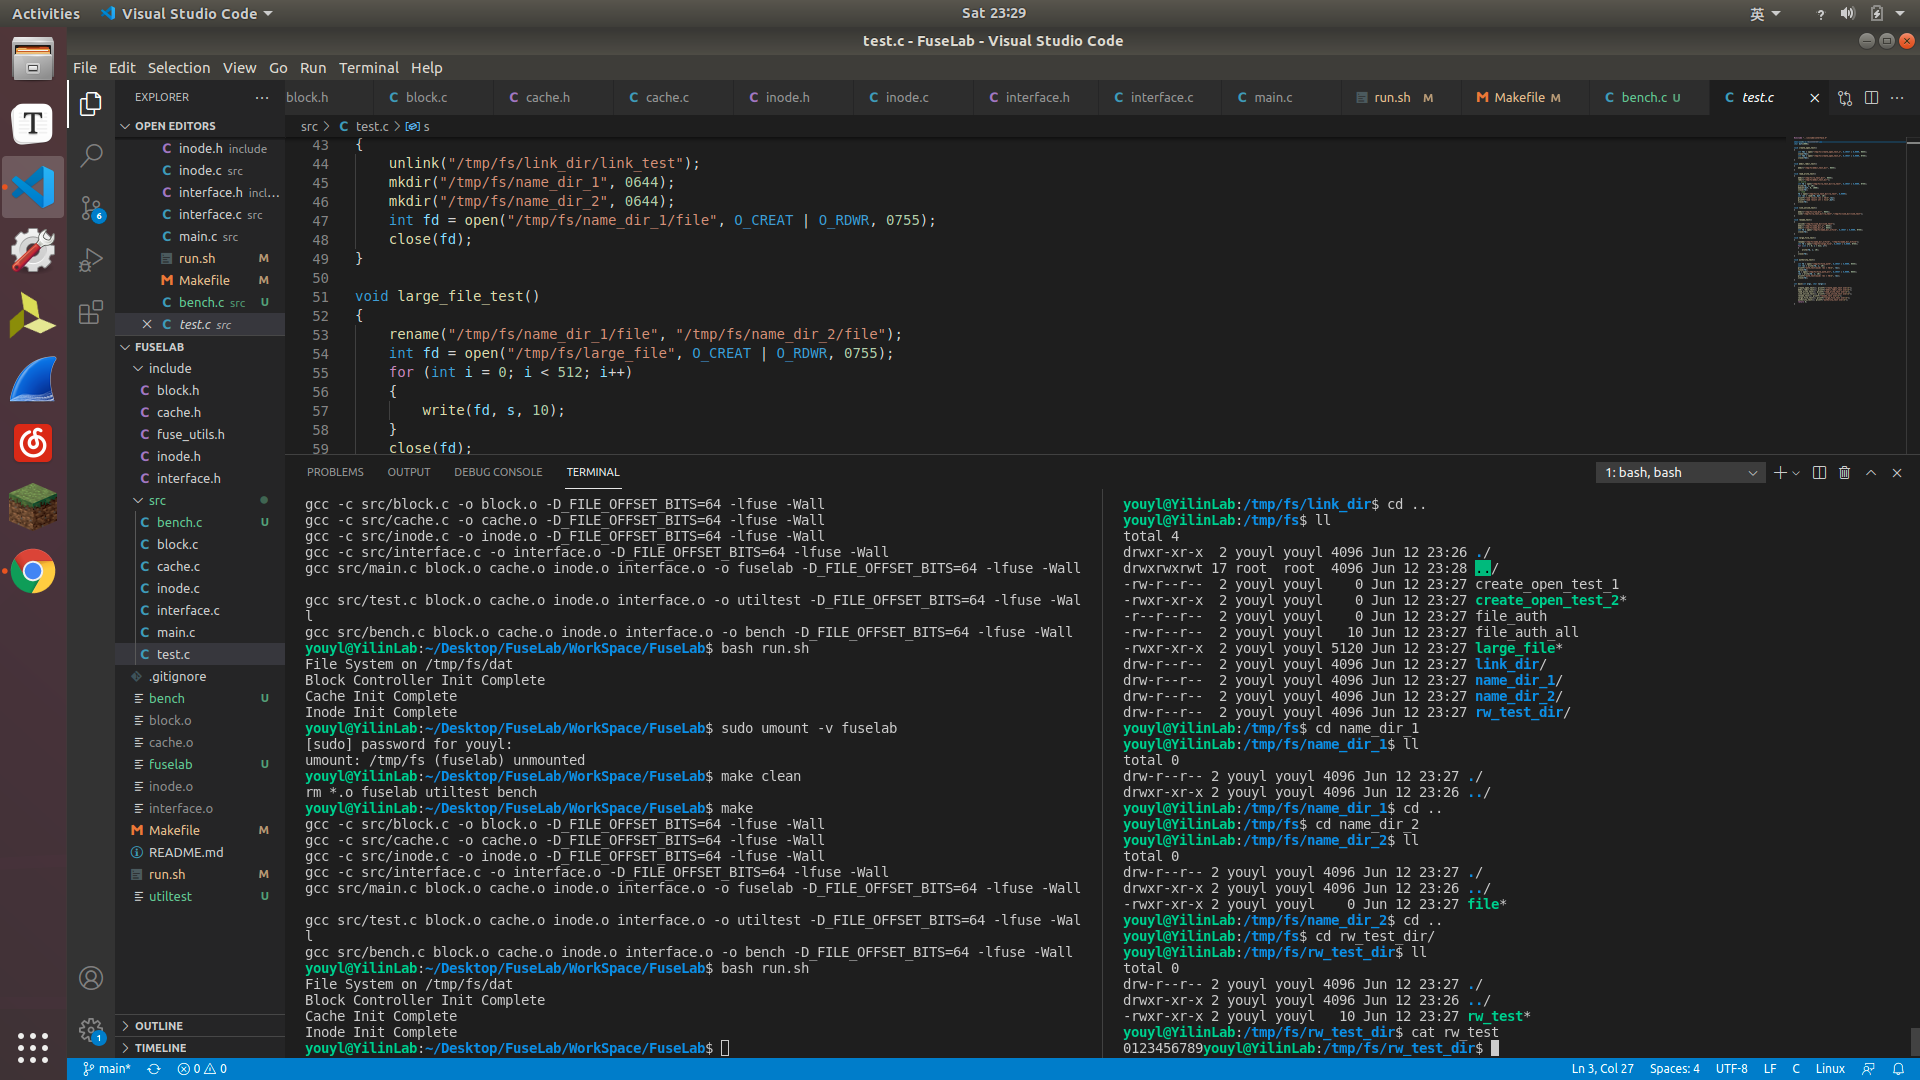 Activities
Visual Studio Code
Sat 23:29
英
?
test.c - FuseLab - Visual Studio Code
File Edit Selection View Go Run Terminal Help
EXPLORER
block.h
C block.c
C cache.h
C cache.c
C inode.h
C inode.c
C interface.h
C interface.c
C main.c
run.sh M
Makefile M
C bench.c U
C test.c
OPEN EDITORS
C inode.h include
C inode.c src
C interface.h incl...
C interface.c src
C main.c src
run.sh M
Makefile M
C bench.c src U
C test.c src
FUSELAB
include
C block.h
C cache.h
C fuse_utils.h
C inode.h
C interface.h
src
C bench.c U
C block.c
C cache.c
C inode.c
C interface.c
C main.c
C test.c
.gitignore
bench U
block.o
cache.o
fuselab U
inode.o
interface.o
Makefile M
README.md
run.sh M
utiltest U
OUTLINE
TIMELINE
src > C test.c > s
43 {
44 unlink("/tmp/fs/link_dir/link_test");
45 mkdir("/tmp/fs/name_dir_1", 0644);
46 mkdir("/tmp/fs/name_dir_2", 0644);
47 int fd = open("/tmp/fs/name_dir_1/file", O_CREAT | O_RDWR, 0755);
48 close(fd);
49 }
50
51 void large_file_test()
52 {
53 rename("/tmp/fs/name_dir_1/file", "/tmp/fs/name_dir_2/file");
54 int fd = open("/tmp/fs/large_file", O_CREAT | O_RDWR, 0755);
55 for (int i = 0; i < 512; i++)
56 {
57 write(fd, s, 10);
58 }
59 close(fd);
PROBLEMS OUTPUT DEBUG CONSOLE TERMINAL
1: bash, bash
gcc -c src/block.c -o block.o -D_FILE_OFFSET_BITS=64 -lfuse -Wall
gcc -c src/cache.c -o cache.o -D_FILE_OFFSET_BITS=64 -lfuse -Wall
gcc -c src/inode.c -o inode.o -D_FILE_OFFSET_BITS=64 -lfuse -Wall
gcc -c src/interface.c -o interface.o -D_FILE_OFFSET_BITS=64 -lfuse -Wall
gcc src/main.c block.o cache.o inode.o interface.o -o fuselab -D_FILE_OFFSET_BITS=64 -lfuse -Wall
gcc src/test.c block.o cache.o inode.o interface.o -o utiltest -D_FILE_OFFSET_BITS=64 -lfuse -Wal
l
gcc src/bench.c block.o cache.o inode.o interface.o -o bench -D_FILE_OFFSET_BITS=64 -lfuse -Wall
youyl@YilinLab:~/Desktop/FuseLab/WorkSpace/FuseLab$ bash run.sh
File System on /tmp/fs/dat
Block Controller Init Complete
Cache Init Complete
Inode Init Complete
youyl@YilinLab:~/Desktop/FuseLab/WorkSpace/FuseLab$ sudo umount -v fuselab
[sudo] password for youyl:
umount: /tmp/fs (fuselab) unmounted
youyl@YilinLab:~/Desktop/FuseLab/WorkSpace/FuseLab$ make clean
rm *.o fuselab utiltest bench
youyl@YilinLab:~/Desktop/FuseLab/WorkSpace/FuseLab$ make
gcc -c src/block.c -o block.o -D_FILE_OFFSET_BITS=64 -lfuse -Wall
gcc -c src/cache.c -o cache.o -D_FILE_OFFSET_BITS=64 -lfuse -Wall
gcc -c src/inode.c -o inode.o -D_FILE_OFFSET_BITS=64 -lfuse -Wall
gcc -c src/interface.c -o interface.o -D_FILE_OFFSET_BITS=64 -lfuse -Wall
gcc src/main.c block.o cache.o inode.o interface.o -o fuselab -D_FILE_OFFSET_BITS=64 -lfuse -Wall
gcc src/test.c block.o cache.o inode.o interface.o -o utiltest -D_FILE_OFFSET_BITS=64 -lfuse -Wal
l
gcc src/bench.c block.o cache.o inode.o interface.o -o bench -D_FILE_OFFSET_BITS=64 -lfuse -Wall
youyl@YilinLab:~/Desktop/FuseLab/WorkSpace/FuseLab$ bash run.sh
File System on /tmp/fs/dat
Block Controller Init Complete
Cache Init Complete
Inode Init Complete
youyl@YilinLab:~/Desktop/FuseLab/WorkSpace/FuseLab$
youyl@YilinLab:/tmp/fs/link_dir$ cd ..
youyl@YilinLab:/tmp/fs$ ll
total 4
drwxr-xr-x 2 youyl youyl 4096 Jun 12 23:26 ./
drwxrwxrwt 17 root root 4096 Jun 12 23:28 ../
-rw-r--r-- 2 youyl youyl 0 Jun 12 23:27 create_open_test_1
-rwxr-xr-x 2 youyl youyl 0 Jun 12 23:27 create_open_test_2*
-r--r--r-- 2 youyl youyl 0 Jun 12 23:27 file_auth
-rw-r--r-- 2 youyl youyl 10 Jun 12 23:27 file_auth_all
-rwxr-xr-x 2 youyl youyl 5120 Jun 12 23:27 large_file*
drw-r--r-- 2 youyl youyl 4096 Jun 12 23:27 link_dir/
drw-r--r-- 2 youyl youyl 4096 Jun 12 23:27 name_dir_1/
drw-r--r-- 2 youyl youyl 4096 Jun 12 23:27 name_dir_2/
drw-r--r-- 2 youyl youyl 4096 Jun 12 23:27 rw_test_dir/
youyl@YilinLab:/tmp/fs$ cd name_dir_1
youyl@YilinLab:/tmp/fs/name_dir_1$ ll
total 0
drw-r--r-- 2 youyl youyl 4096 Jun 12 23:27 ./
drwxr-xr-x 2 youyl youyl 4096 Jun 12 23:26 ../
youyl@YilinLab:/tmp/fs/name_dir_1$ cd ..
youyl@YilinLab:/tmp/fs$ cd name_dir_2
youyl@YilinLab:/tmp/fs/name_dir_2$ ll
total 0
drw-r--r-- 2 youyl youyl 4096 Jun 12 23:27 ./
drwxr-xr-x 2 youyl youyl 4096 Jun 12 23:26 ../
-rwxr-xr-x 2 youyl youyl 0 Jun 12 23:27 file*
youyl@YilinLab:/tmp/fs/name_dir_2$ cd ..
youyl@YilinLab:/tmp/fs$ cd rw_test_dir/
youyl@YilinLab:/tmp/fs/rw_test_dir$ ll
total 0
drw-r--r-- 2 youyl youyl 4096 Jun 12 23:27 ./
drwxr-xr-x 2 youyl youyl 4096 Jun 12 23:26 ../
-rwxr-xr-x 2 youyl youyl 10 Jun 12 23:27 rw_test*
youyl@YilinLab:/tmp/fs/rw_test_dir$ cat rw_test
0123456789youyl@YilinLab:/tmp/fs/rw_test_dir$
main* 0 0
Ln 3, Col 27 Spaces: 4 UTF-8 LF C Linux